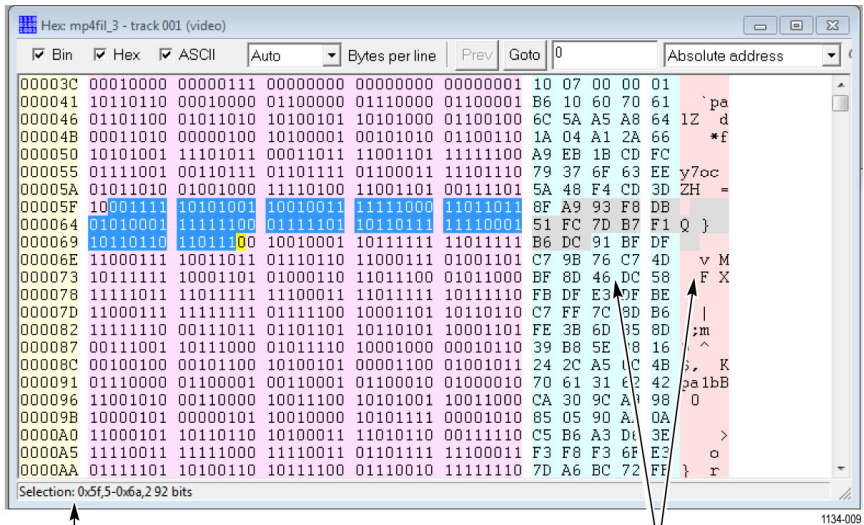 Hex: mp4fil_3 - track 001 (video)
Bin Hex ASCII Auto Bytes per line Prev Goto 0 Absolute address
00003C 00010000 00000111 00000000 00000000 00000001 10 07 00 00 01
000041 10110110 00010000 01100000 01110000 01100001 B6 10 60 70 61 `pa
000046 01101100 01011010 10100101 10101000 01100100 6C 5A A5 A8 64 lZ d
00004B 00011010 00000100 10100001 00101010 01100110 1A 04 A1 2A 66 *f
000050 10101001 11101011 00011011 11001101 11111100 A9 EB 1B CD FC
000055 01111001 00110111 01101111 01100011 11101110 79 37 6F 63 EE y7oc
00005A 01011010 01001000 11110100 11001101 00111101 5A 48 F4 CD 3D ZH =
00005F 10001111 10101001 10010011 11111000 11011011 8F A9 93 F8 DB
000064 01010001 11111100 01111101 10110111 11110001 51 FC 7D B7 F1 Q }
000069 10110110 11011100 10010001 10111111 11011111 B6 DC 91 BF DF
00006E 11000111 10011011 01110110 11000111 01001101 C7 9B 76 C7 4D v M
000073 10111111 10001101 01000110 11011100 01011000 BF 8D 46 DC 58 F X
000078 11111011 11011111 11100011 11011111 10111110 FB DF E3 DF BE
00007D 11000111 11111111 01111100 10001101 10110110 C7 FF 7C 8D B6 |
000082 11111110 00111011 01101101 10110101 10001101 FE 3B 6D B5 8D ;m
000087 00111001 10111000 01011110 10001000 00010110 39 B8 5E 88 16 9 ^
00008C 00100100 00101100 10100101 00001100 01001011 24 2C A5 0C 4B $, K
000091 01110000 01100001 00110001 01100010 01000010 70 61 31 62 42 pa1bB
000096 11001010 00110000 10011100 10101001 10011000 CA 30 9C A9 98 0
00009B 10000101 00000101 10010000 10101111 00001010 85 05 90 AF 0A
0000A0 11000101 10110110 10100011 11010110 00111110 C5 B6 A3 D6 3E >
0000A5 11110011 11111000 11110011 01101111 11100011 F3 F8 F3 6F E3 o
0000AA 01111101 10100110 10111100 01110010 11111110 7D A6 BC 72 FE } r
Selection: 0x5f,5-0x6a,2 92 bits
1134-009